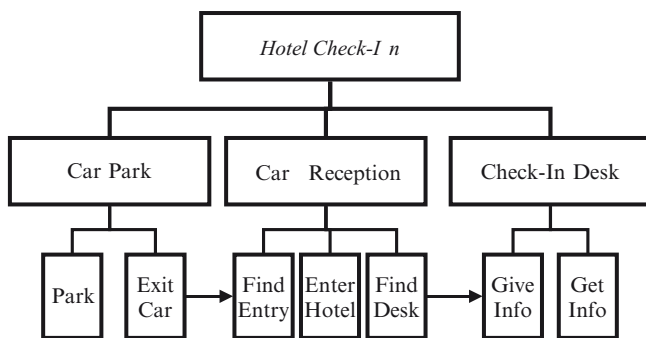 Hotel Check-I n
Car Park
Car Reception
Check-In Desk
Park
Exit
Car
Find
Entry
Enter
Hotel
Find
Desk
Give
Info
Get
Info